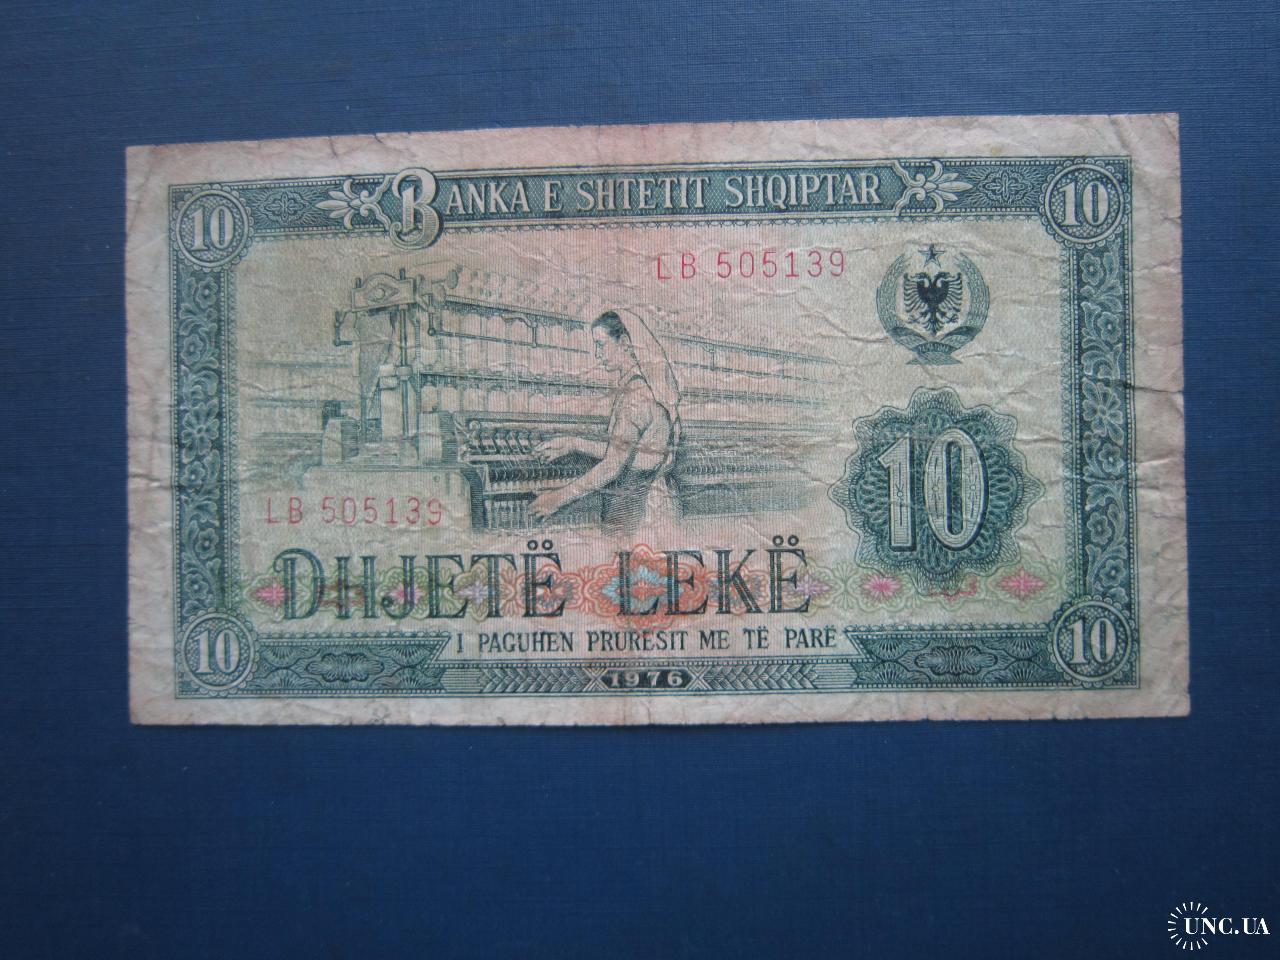 BANKA E SHTETIT SHQIPTAR
10
10
LB 505139
10
LB 505139
DHJETË LEKË
I PAGUHEN PRURESIT ME TË PARË
10
10
1976
UNC.UA